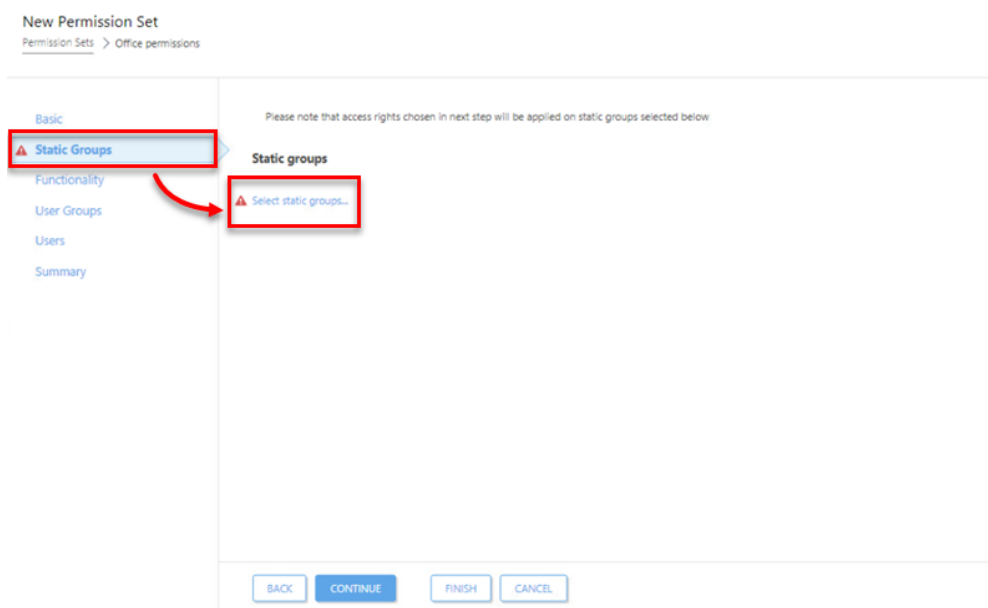 New Permission Set
Permission Sets > Office permissions
Basic
Static Groups
Functionality
User Groups
Users
Summary
Please note that access rights chosen in next step will be applied on static groups selected below
Static groups
Select static groups...
BACK CONTINUE FINISH CANCEL